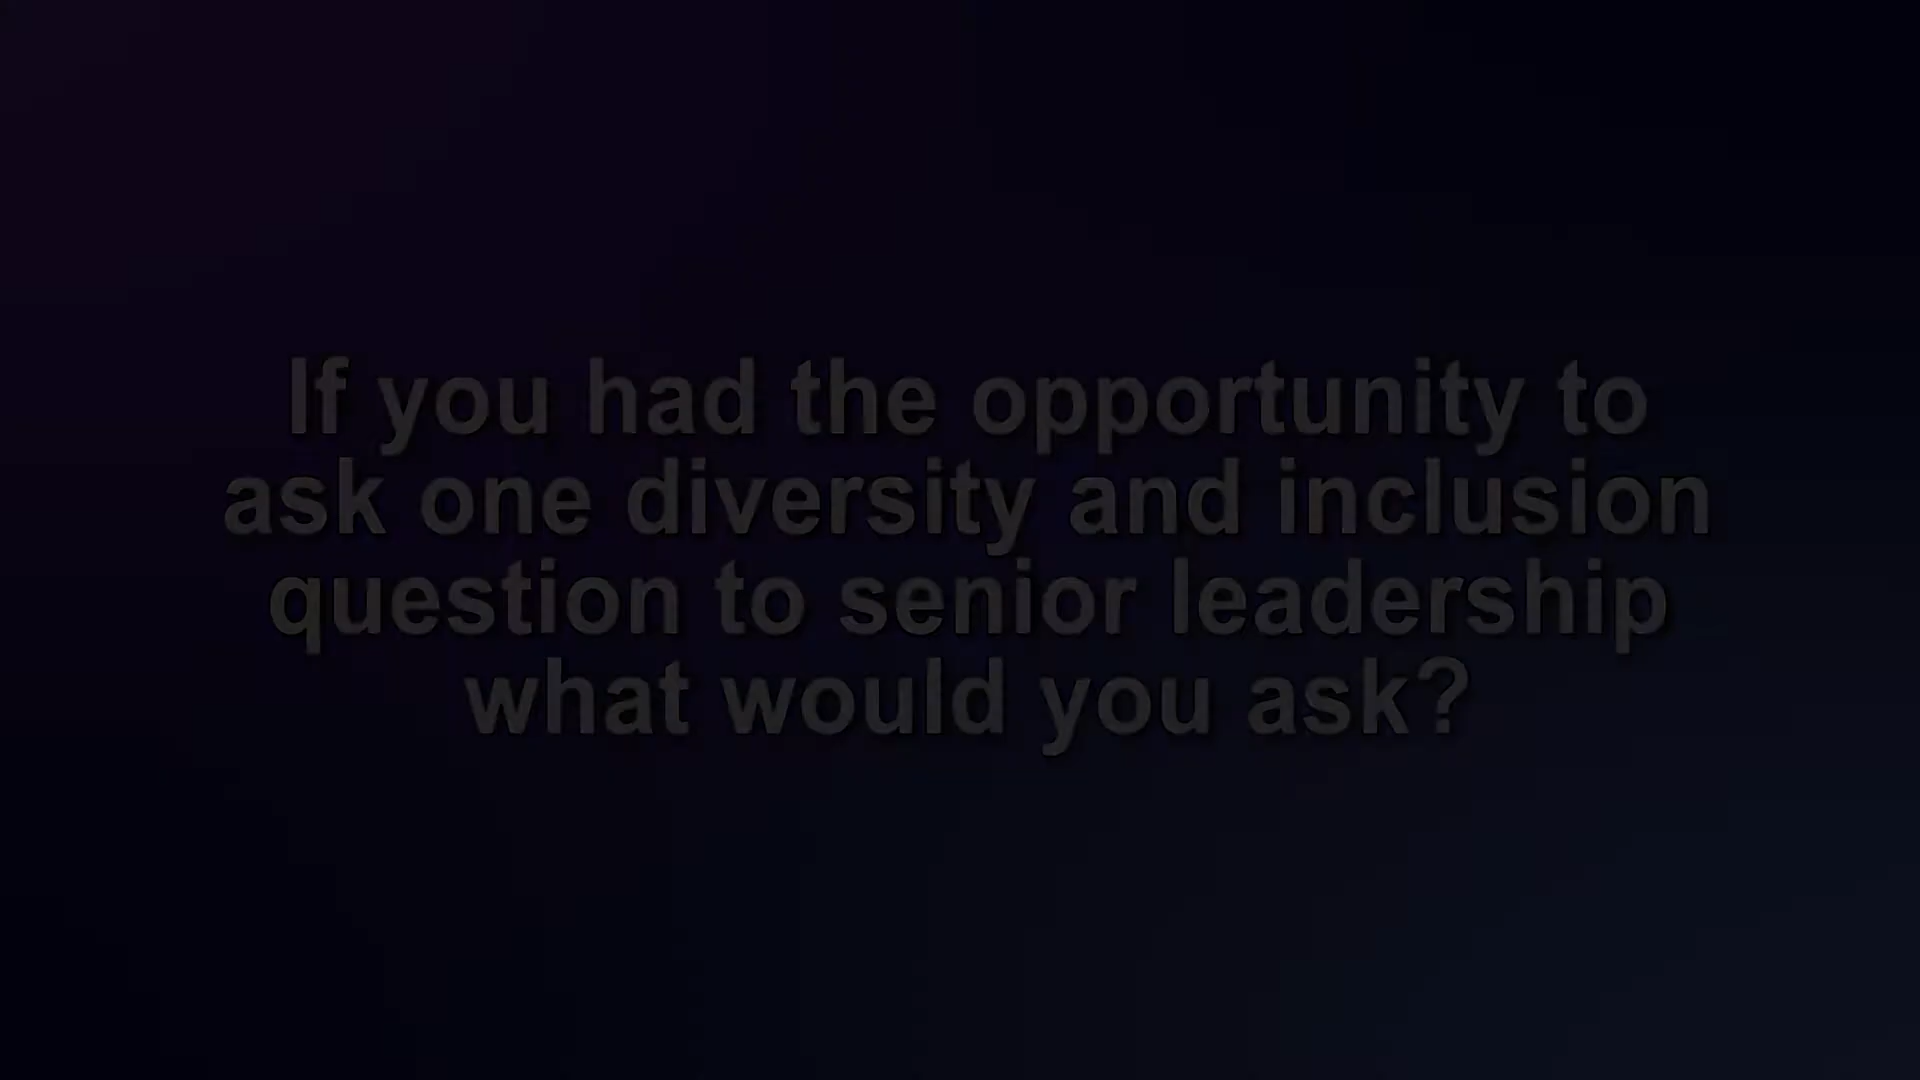 If you had the opportunity to
ask one diversity and inclusion
question to senior leadership
what would you ask?